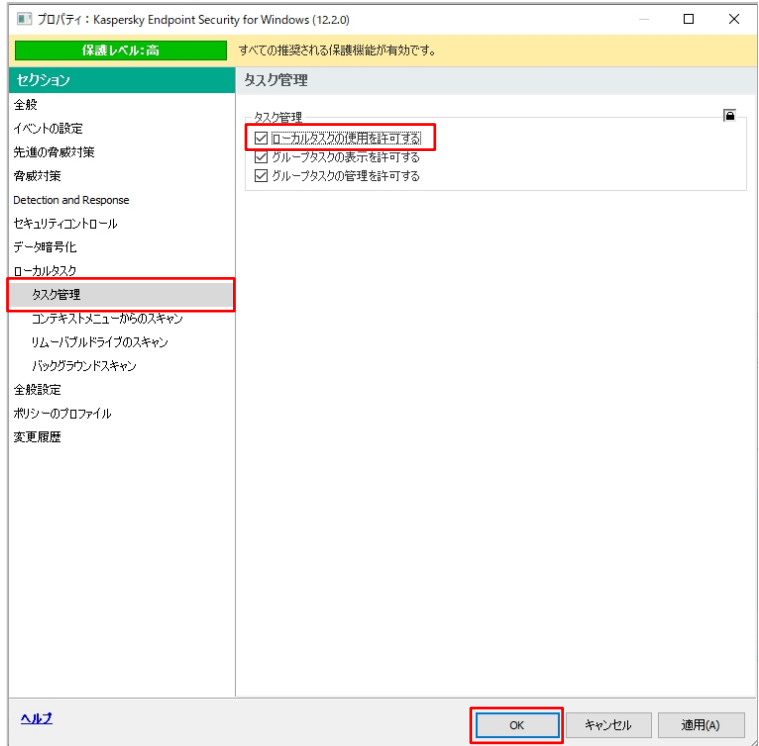 プロパティ：Kaspersky Endpoint Security for Windows (12.2.0)
保護レベル：高
すべての推奨される保護機能が有効です。
セクション
タスク管理
全般
イベントの設定
先進の脅威対策
脅威対策
Detection and Response
セキュリティコントロール
データ暗号化
ローカルタスク
タスク管理
コンテキストメニューからのスキャン
リムーバブルドライブのスキャン
バックグラウンドスキャン
全般設定
ポリシーのプロファイル
変更履歴
タスク管理
ローカルタスクの使用を許可する
グループタスクの表示を許可する
グループタスクの管理を許可する
ヘルプ
OK
キャンセル
適用(A)